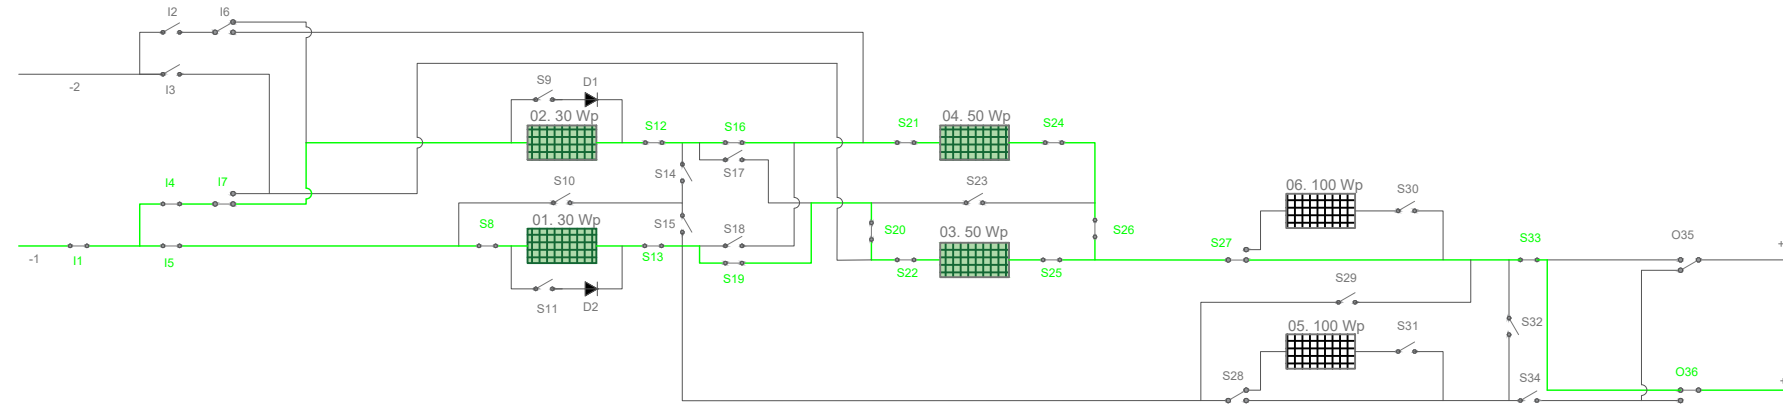 I2
I6
-2
I3
S9
D1
02. 30 Wp
S12
S16
S21
04. 50 Wp
S24
S14
S17
I4
I7
S10
S23
06. 100 Wp
S30
-1
I1
I5
S8
01. 30 Wp
S13
S15
S18
S19
S20
S22
03. 50 Wp
S25
S26
S27
S33
O35
+
S11
D2
S29
05. 100 Wp
S31
S32
S28
S34
O36
+